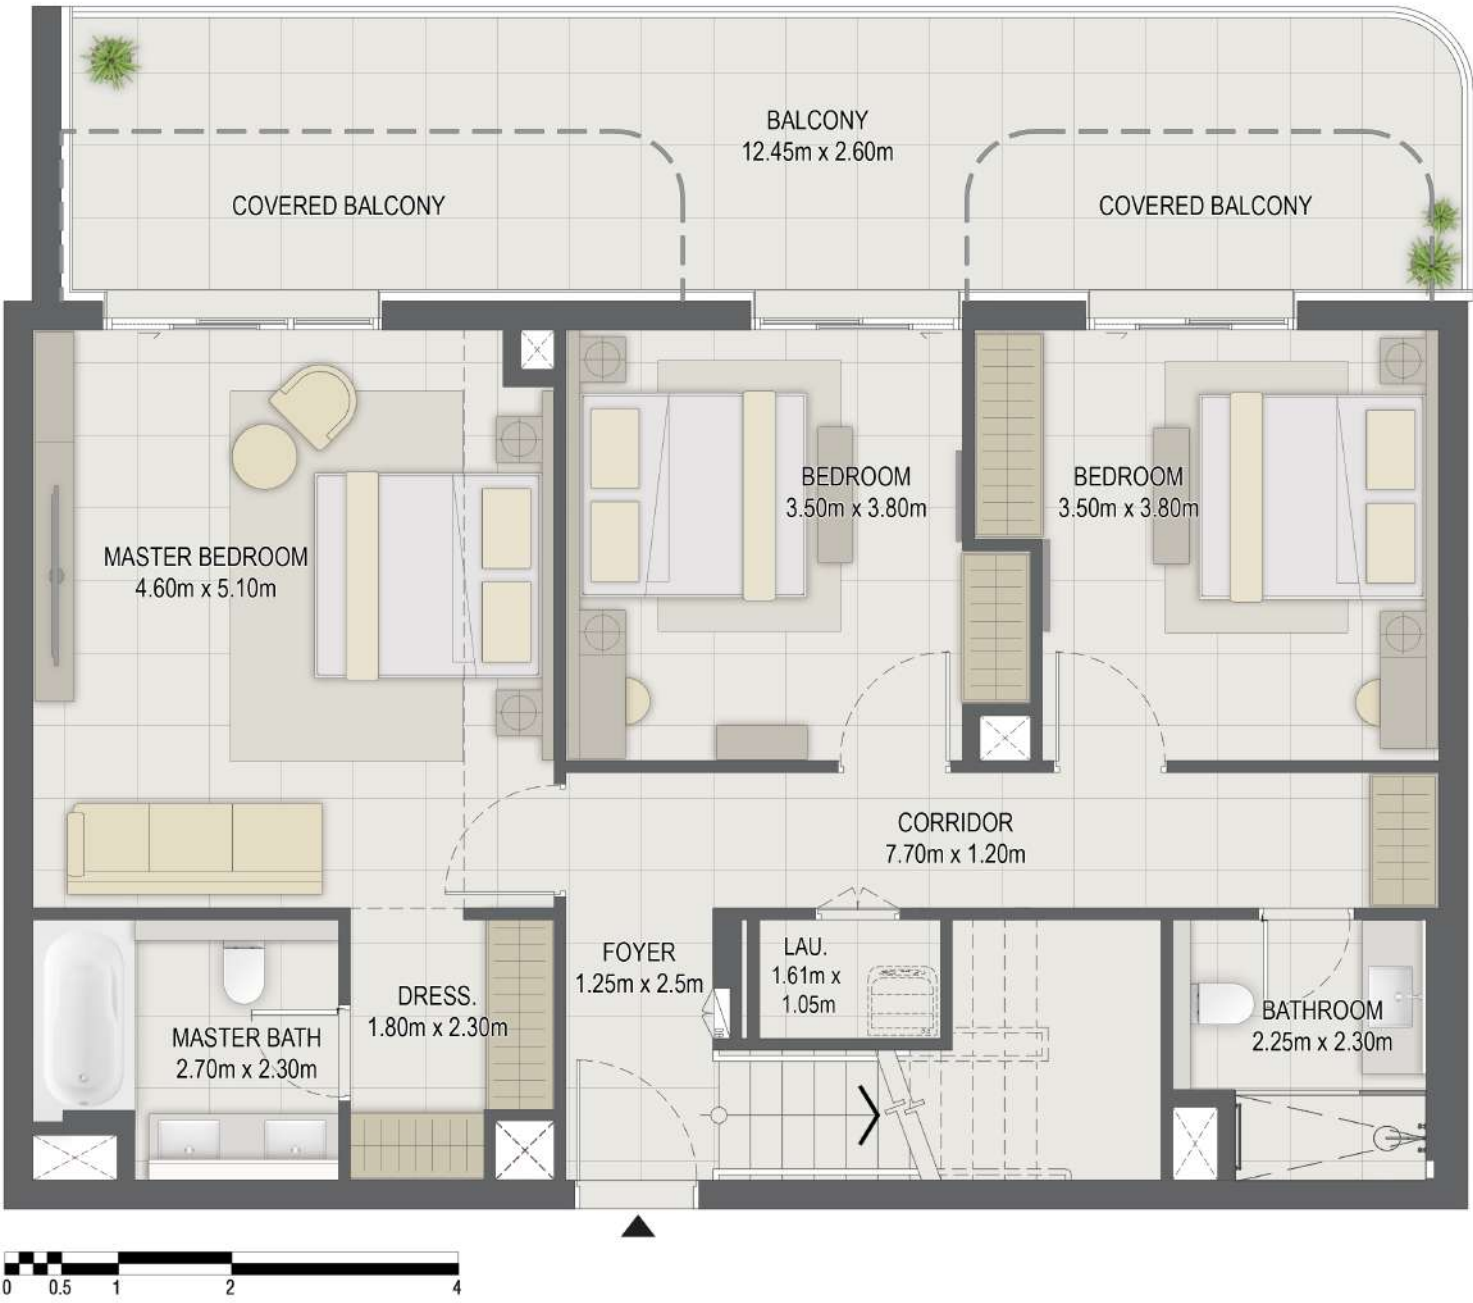 BALCONY
12.45m x 2.60m
COVERED BALCONY
COVERED BALCONY
BEDROOM
3.50m x 3.80m
BEDROOM
3.50m x 3.80m
MASTER BEDROOM
4.60m x 5.10m
CORRIDOR
7.70m x 1.20m
FOYER
1.25m x 2.5m
LAU.
1.61m x
1.05m
DRESS.
1.80m x 2.30m
MASTER BATH
2.70m x 2.30m
BATHROOM
2.25m x 2.30m
0 0.5 1 2 4